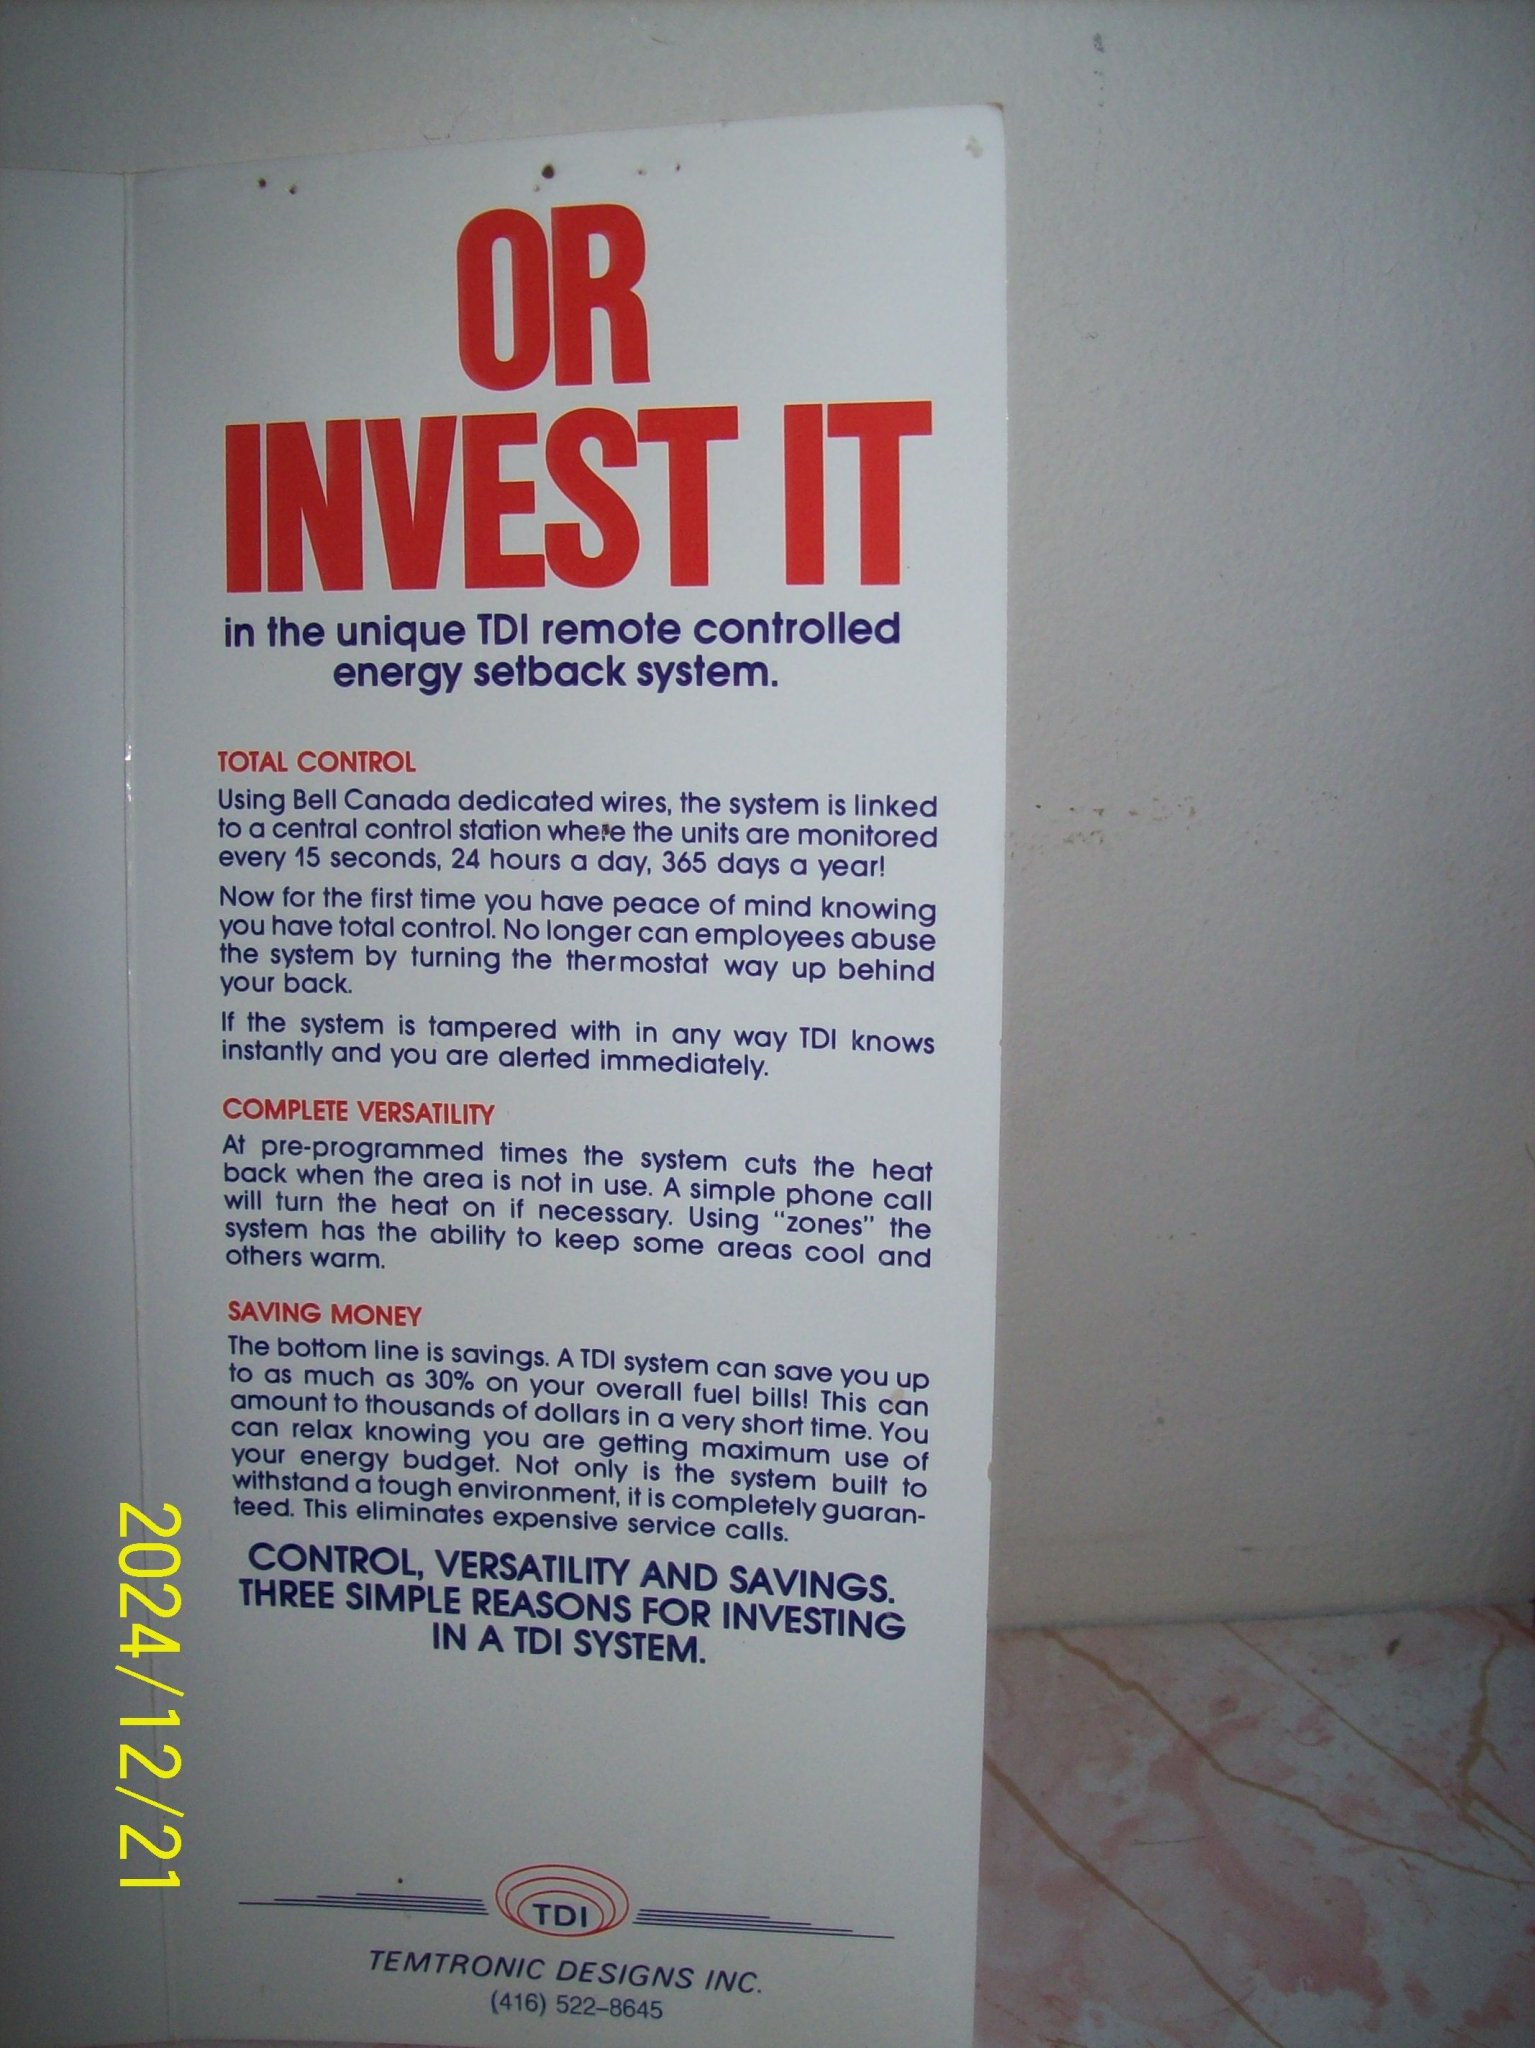 OR
INVEST IT
in the unique TDI remote controlled
energy setback system.
TOTAL CONTROL
Using Bell Canada dedicated wires, the system is linked
to a central control station where the units are monitored
every 15 seconds, 24 hours a day, 365 days a year!
Now for the first time you have peace of mind knowing
you have total control. No longer can employees abuse
the system by turning the thermostat way up behind
your back.
If the system is tampered with in any way TDI knows
instantly and you are alerted immediately.
COMPLETE VERSATILITY
At pre-programmed times the system cuts the heat
back when the area is not in use. A simple phone call
will turn the heat on if necessary. Using “zones” the
system has the ability to keep some areas cool and
others warm.
SAVING MONEY
The bottom line is savings. A TDI system can save you up
to as much as 30% on your overall fuel bills! This can
amount to thousands of dollars in a very short time. You
can relax knowing you are getting maximum use of
your energy budget. Not only is the system built to
withstand a tough environment, it is completely guaran-
teed. This eliminates expensive service calls.
CONTROL, VERSATILITY AND SAVINGS.
THREE SIMPLE REASONS FOR INVESTING
IN A TDI SYSTEM.
TDI
TEMTRONIC DESIGNS INC.
(416) 522–8645
2024/12/21